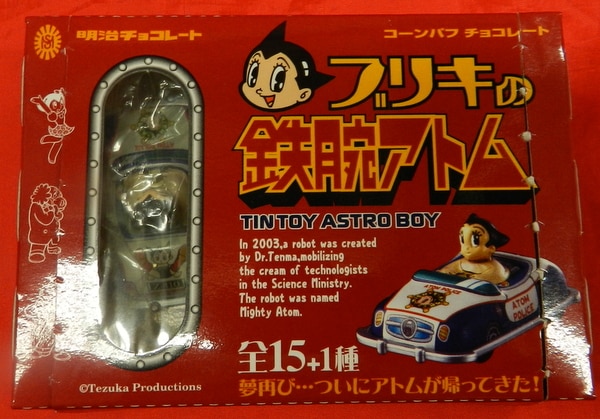 明治チョコレート
コーンパフ チョコレート
ブリキの
鉄腕アトム
TIN TOY ASTRO BOY
In 2003,a robot was created
by Dr.Tenma,mobilizing
the cream of technologists
in the Science Ministry.
The robot was named
Mighty Atom.
ATOM POLICE
ATOM
POLICE
全15+1種
夢再び…ついにアトムが帰ってきた!
©Tezuka Productions